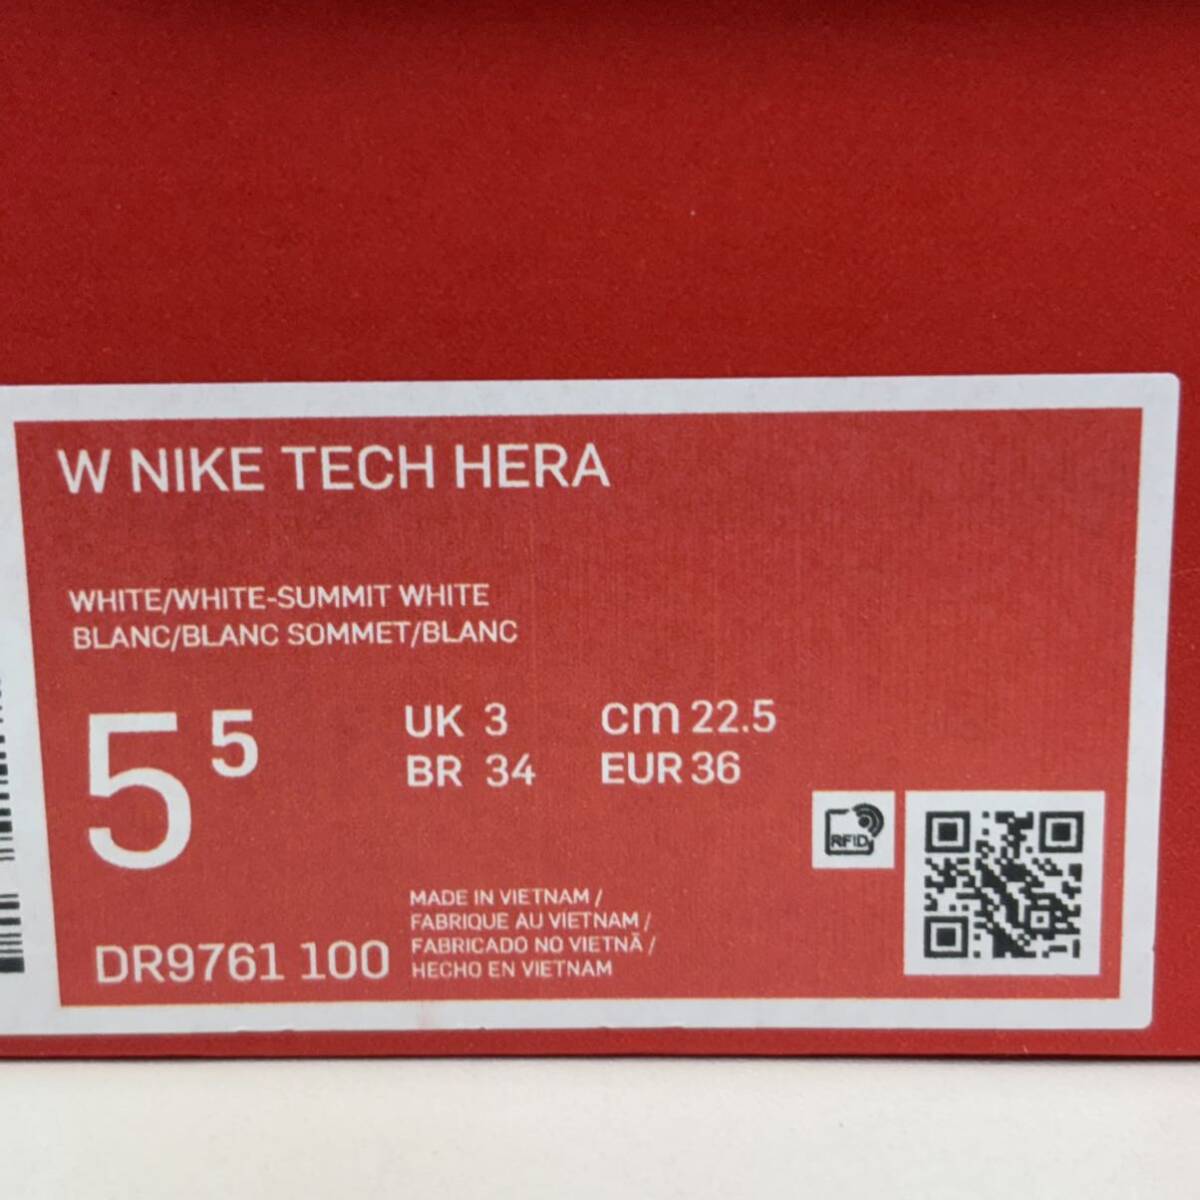 W NIKE TECH HERA
WHITE/WHITE-SUMMIT WHITE
BLANC/BLANC SOMMET/BLANC
5 5
UK 3 cm 22.5
BR 34 EUR 36
RFID
DR9761 100
MADE IN VIETNAM /
FABRIQUE AU VIETNAM /
FABRICADO NO VIETNÃ /
HECHO EN VIETNAM